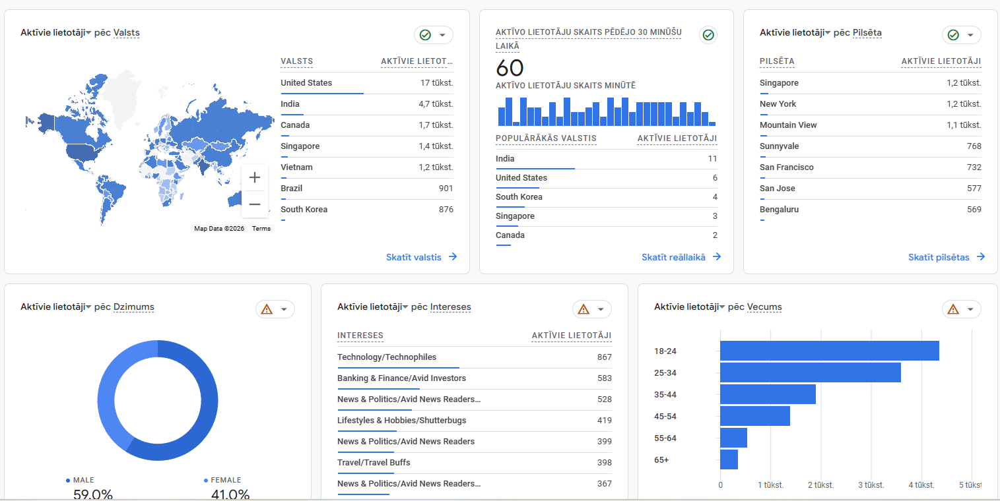 Aktīvie lietotāji pēc Valsts
VALSTS AKTĪVIE LIETOT…
United States 17 tūkst.
India 4,7 tūkst.
Canada 1,7 tūkst.
Singapore 1,4 tūkst.
Vietnam 1,2 tūkst.
Brazil 901
South Korea 876
Map Data ©2026 Terms
Skatīt valstis
AKTĪVO LIETOTĀJU SKAITS PĒDĒJO 30 MINŪŠU
LAIKĀ
60
AKTĪVO LIETOTĀJU SKAITS MINŪTĒ
POPULĀRĀKĀS VALSTIS AKTĪVIE LIETOTĀJI
India 11
United States 6
South Korea 4
Singapore 3
Canada 2
Skatīt reāllaikā
Aktīvie lietotāji pēc Pilsēta
PILSĒTA AKTĪVIE LIETOTĀJI
Singapore 1,2 tūkst.
New York 1,2 tūkst.
Mountain View 1,1 tūkst.
Sunnyvale 768
San Francisco 732
San Jose 577
Bengaluru 569
Skatīt pilsētas
Aktīvie lietotāji pēc Dzimums
MALE FEMALE
59.0% 41.0%
Aktīvie lietotāji pēc Intereses
INTERESES AKTĪVIE LIETOTĀJI
Technology/Technophiles 867
Banking & Finance/Avid Investors 583
News & Politics/Avid News Readers… 528
Lifestyles & Hobbies/Shutterbugs 419
News & Politics/Avid News Readers 399
Travel/Travel Buffs 398
News & Politics/Avid News Readers… 367
Aktīvie lietotāji pēc Vecums
18-24
25-34
35-44
45-54
55-64
65+
0 1 tūkst. 2 tūkst. 3 tūkst. 4 tūkst. 5 tūkst